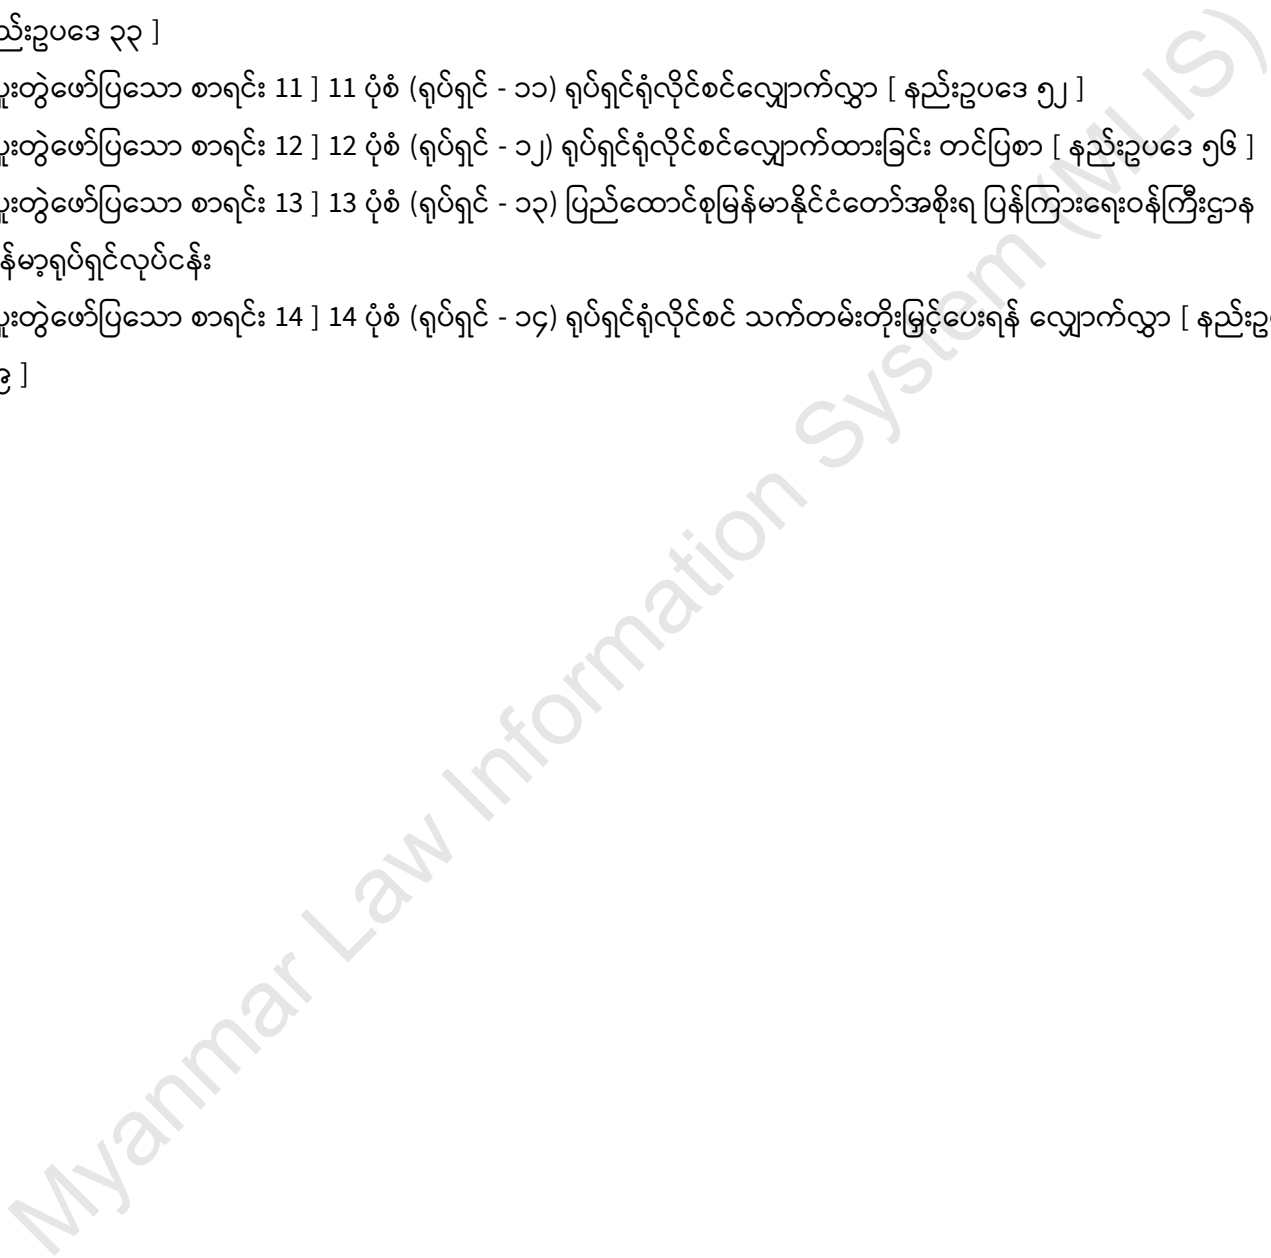 ည်းဥပဒေ ၃၃ ]
ူးတွဲဖော်ပြသော စာရင်း 11 ] 11 ပုံစံ (ရုပ်ရှင် - ၁၁) ရုပ်ရှင်ရုံလိုင်စင်လျှောက်လွှာ [ နည်းဥပဒေ ၅၂ ]
ူးတွဲဖော်ပြသော စာရင်း 12 ] 12 ပုံစံ (ရုပ်ရှင် - ၁၂) ရုပ်ရှင်ရုံလိုင်စင်လျှောက်ထားခြင်း တင်ပြစာ [ နည်းဥပဒေ ၅၆ ]
ူးတွဲဖော်ပြသော စာရင်း 13 ] 13 ပုံစံ (ရုပ်ရှင် - ၁၃) ပြည်ထောင်စုမြန်မာနိုင်ငံတော်အစိုးရ ပြန်ကြားရေးဝန်ကြီးဌာန
န်မာ့ရုပ်ရှင်လုပ်ငန်း
ူးတွဲဖော်ပြသော စာရင်း 14 ] 14 ပုံစံ (ရုပ်ရှင် - ၁၄) ရုပ်ရှင်ရုံလိုင်စင် သက်တမ်းတိုးမြှင့်ပေးရန် လျှောက်လွှာ [ နည်းဥ
၉ ]
Myanmar Law Information System (MLIS)